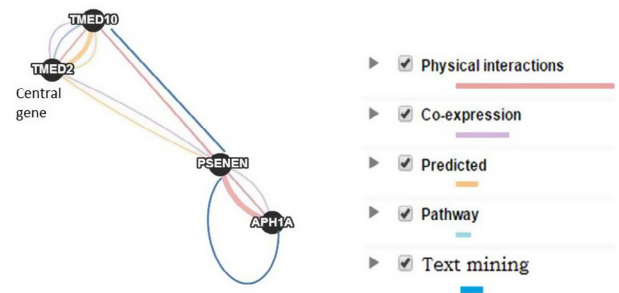 TMED10
TMED2
Central
gene
PSENEN
APH1A
Physical interactions
Co-expression
Predicted
Pathway
Text mining